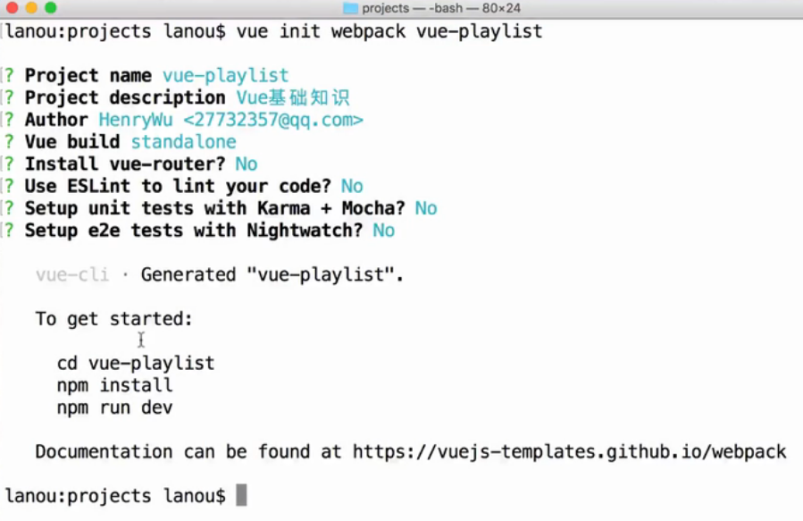 projects — -bash — 80×24
lanou:projects lanou$ vue init webpack vue-playlist
? Project name vue-playlist
? Project description Vue基础知识
? Author HenryWu <27732357@qq.com>
? Vue build standalone
? Install vue-router? No
? Use ESLint to lint your code? No
? Setup unit tests with Karma + Mocha? No
? Setup e2e tests with Nightwatch? No
vue-cli · Generated "vue-playlist".
To get started:
cd vue-playlist
npm install
npm run dev
Documentation can be found at https://vuejs-templates.github.io/webpack
lanou:projects lanou$